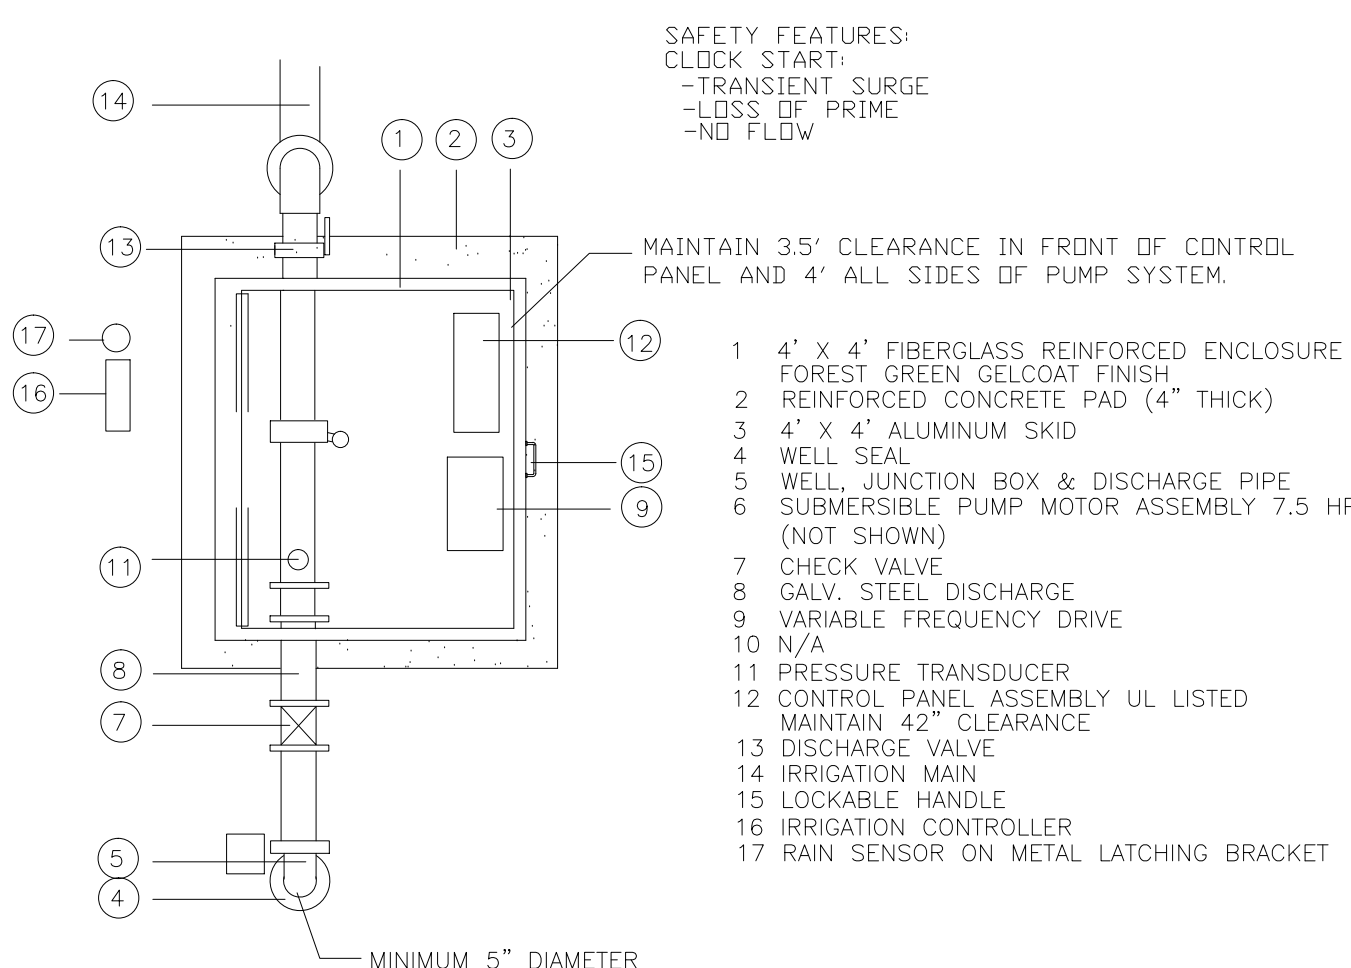 SAFETY FEATURES:
CLOCK START:
-TRANSIENT SURGE
-LOSS OF PRIME
-NO FLOW
14
1
2
3
13
MAINTAIN 3.5' CLEARANCE IN FRONT OF CONTROL
PANEL AND 4' ALL SIDES OF PUMP SYSTEM.
17
12
16
15
9
11
8
7
5
4
MINIMUM 5" DIAMETER
1 4' X 4' FIBERGLASS REINFORCED ENCLOSURE
FOREST GREEN GELCOAT FINISH
2 REINFORCED CONCRETE PAD (4" THICK)
3 4' X 4' ALUMINUM SKID
4 WELL SEAL
5 WELL, JUNCTION BOX & DISCHARGE PIPE
6 SUBMERSIBLE PUMP MOTOR ASSEMBLY 7.5 HP
(NOT SHOWN)
7 CHECK VALVE
8 GALV. STEEL DISCHARGE
9 VARIABLE FREQUENCY DRIVE
10 N/A
11 PRESSURE TRANSDUCER
12 CONTROL PANEL ASSEMBLY UL LISTED
MAINTAIN 42" CLEARANCE
13 DISCHARGE VALVE
14 IRRIGATION MAIN
15 LOCKABLE HANDLE
16 IRRIGATION CONTROLLER
17 RAIN SENSOR ON METAL LATCHING BRACKET